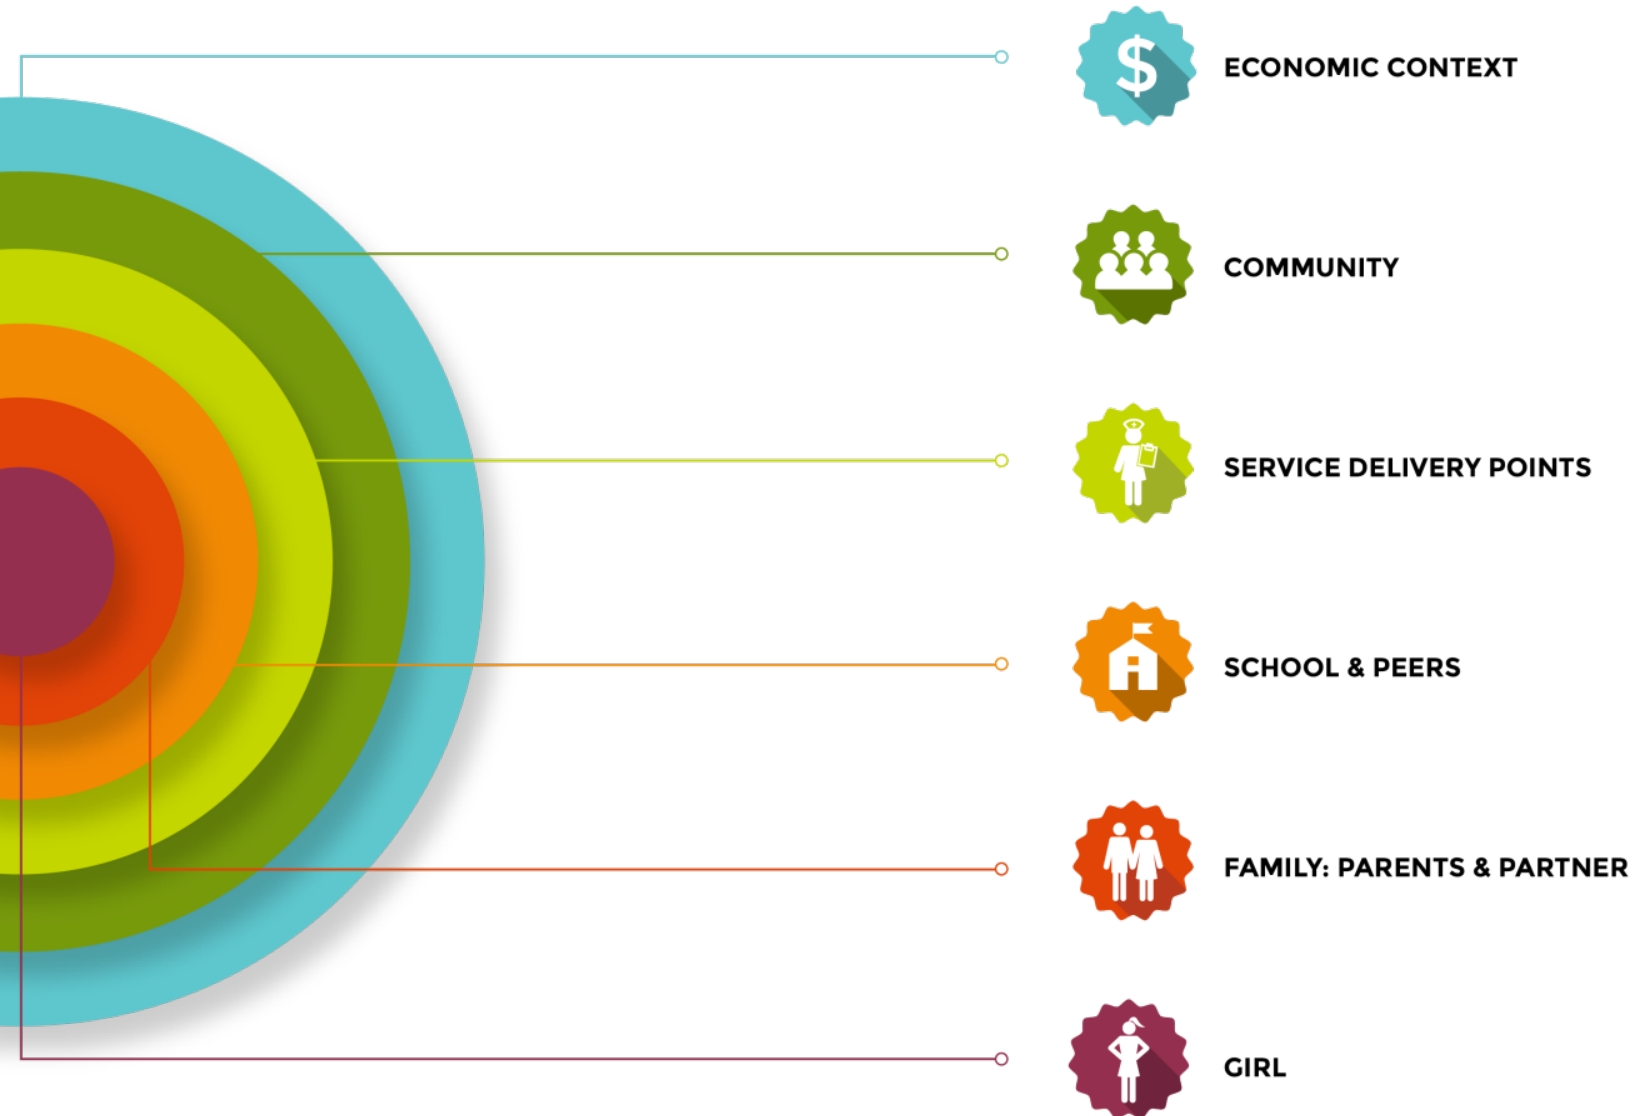 ECONOMIC CONTEXT
COMMUNITY
SERVICE DELIVERY POINTS
SCHOOL & PEERS
FAMILY: PARENTS & PARTNER
GIRL